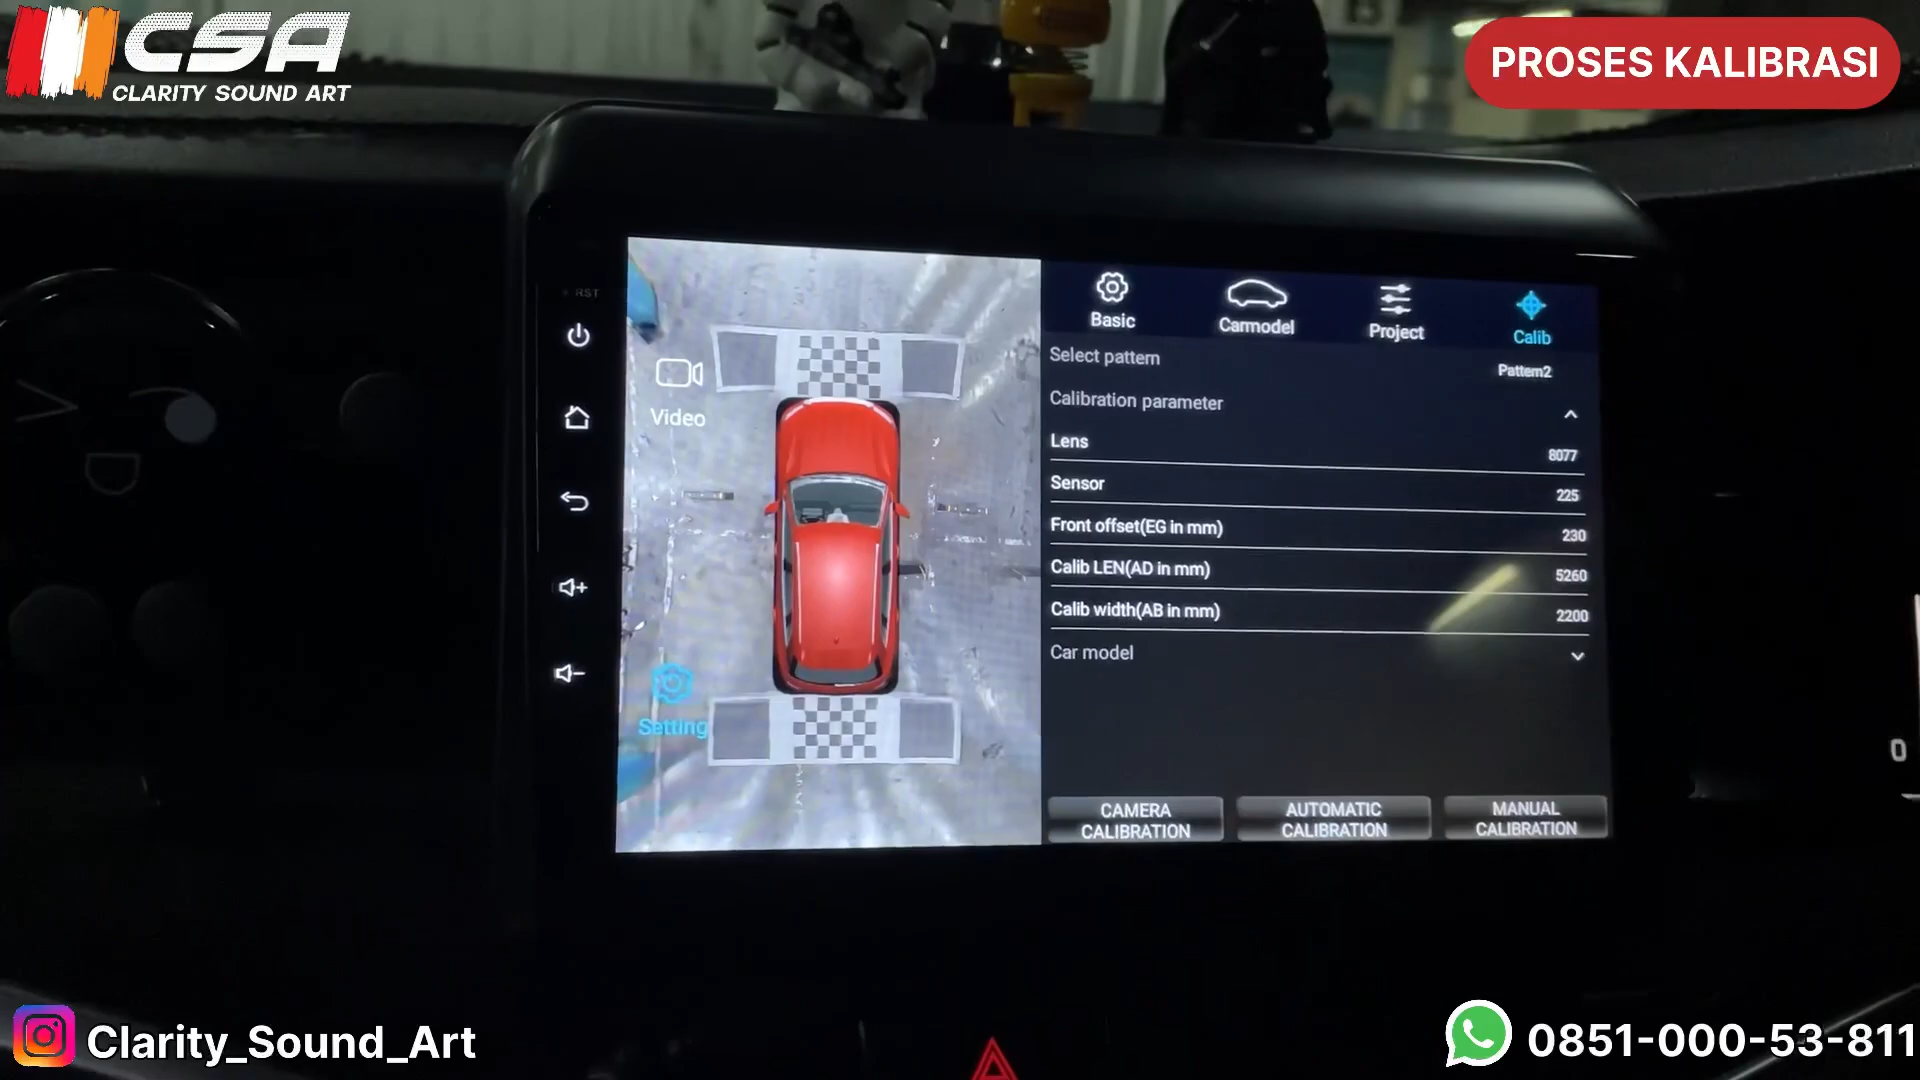 CSA
CLARITY SOUND ART
PROSES KALIBRASI
RST
Video
Setting
Basic
Carmodel
Project
Calib
Select pattern
Pattern2
Calibration parameter
Lens
8077
Sensor
225
Front offset(EG in mm)
230
Calib LEN(AD in mm)
5260
Calib width(AB in mm)
2200
Car model
CAMERA
CALIBRATION
AUTOMATIC
CALIBRATION
MANUAL
CALIBRATION
0
Clarity_Sound_Art
0851-000-53-811